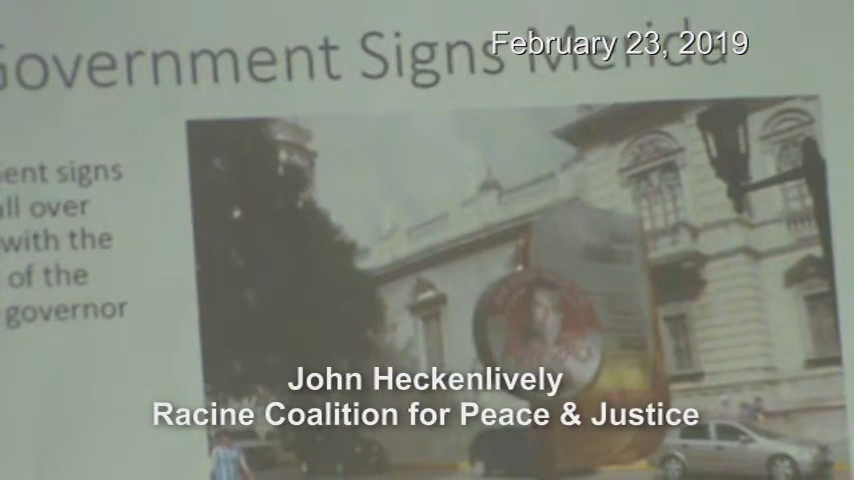 February 23, 2019
Government Signs Merida
ent signs
ll over
with the
of the
governor
John Heckenlively
Racine Coalition for Peace & Justice